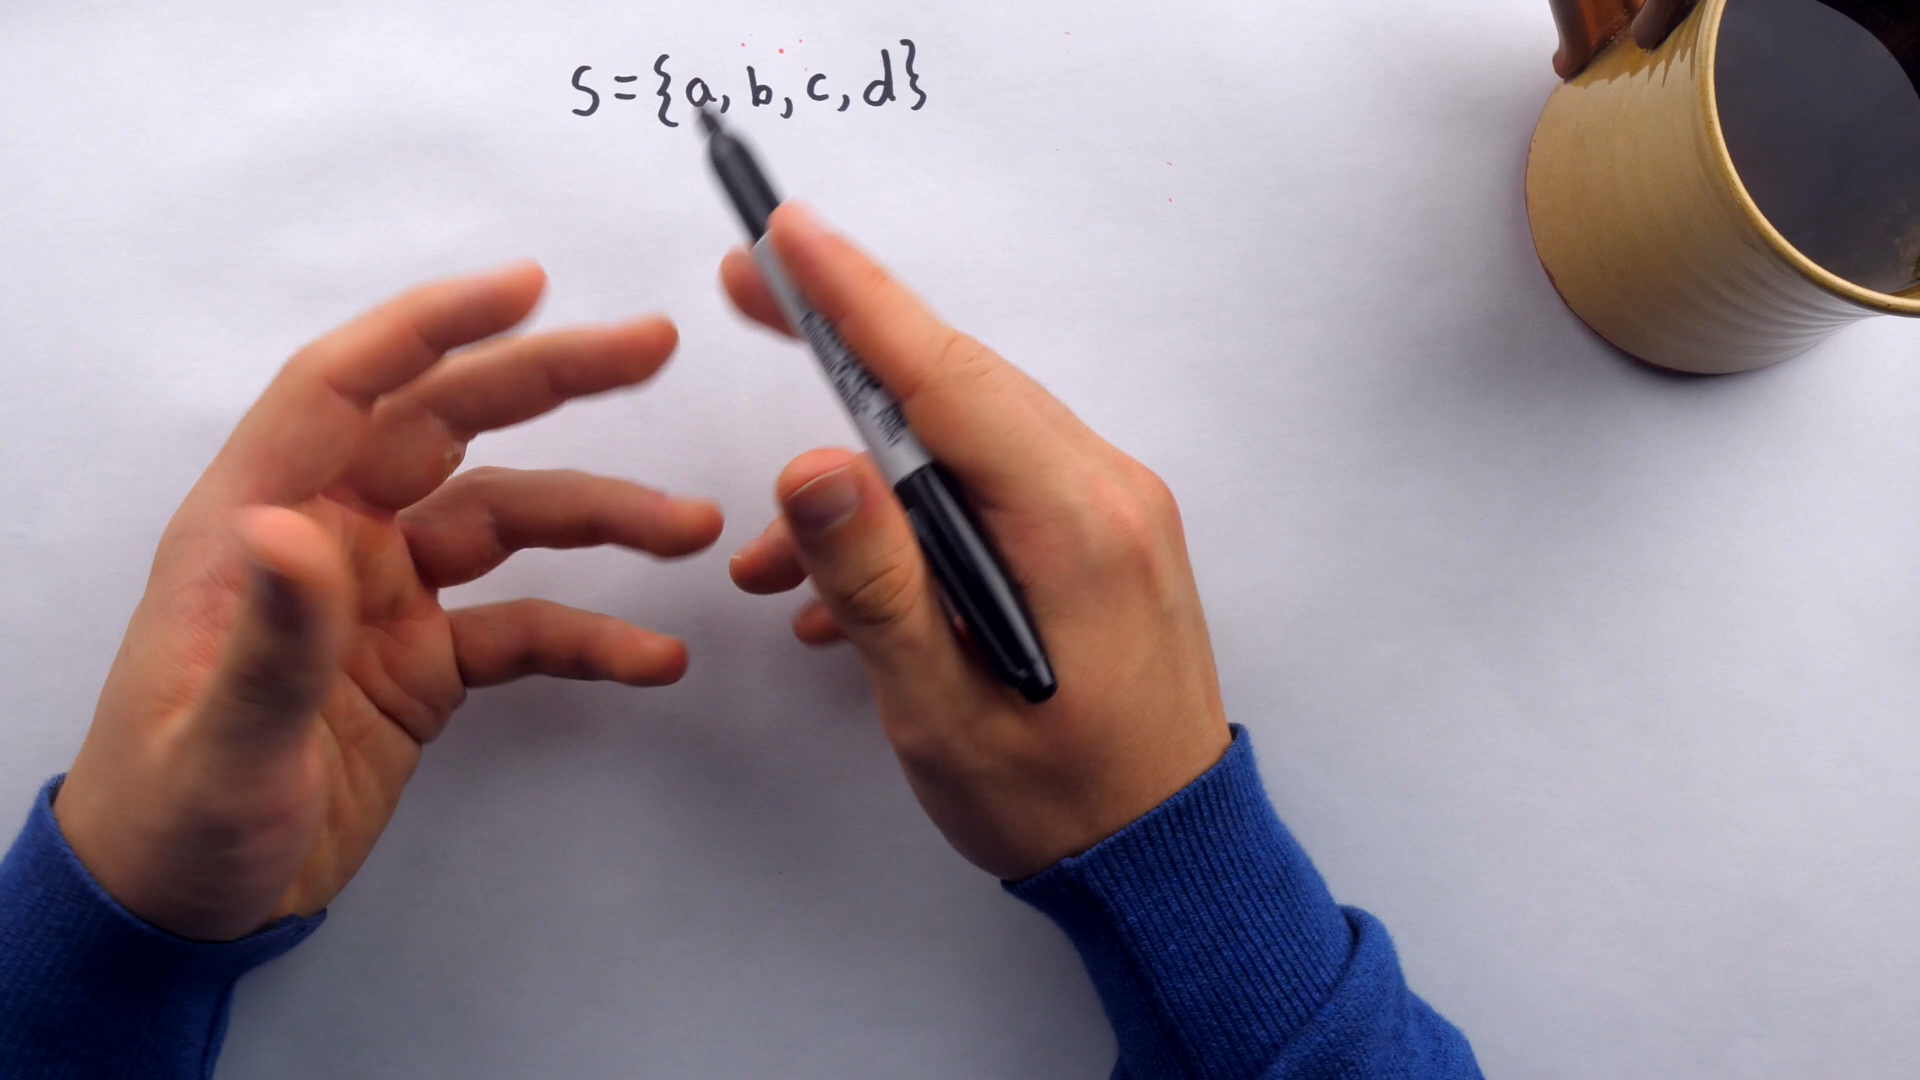 S={a, b, c, d}